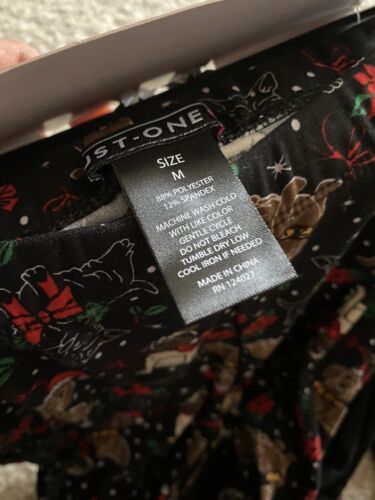 UST·ONE
SIZE
M
88% POLYESTER
12% SPANDEX
MACHINE WASH COLD
WITH LIKE COLOR
GENTLE CYCLE
DO NOT BLEACH
TUMBLE DRY LOW
COOL IRON IF NEEDED
MADE IN CHINA
RN 124027